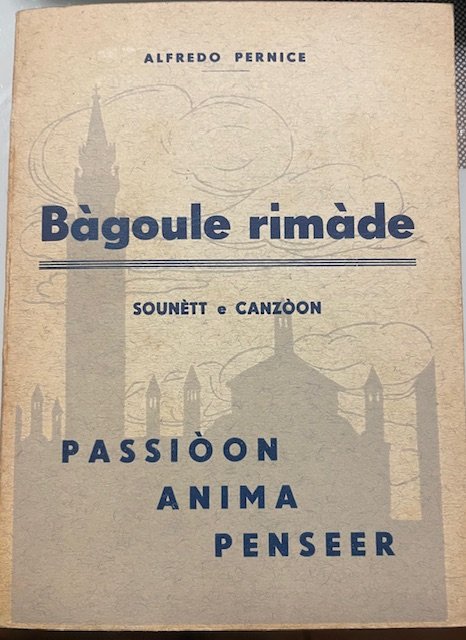 ALFREDO PERNICE
Bàgoule rimàde
SOUNÈTT e CANZÒON
PASSIÒON
ANIMA
PENSEER